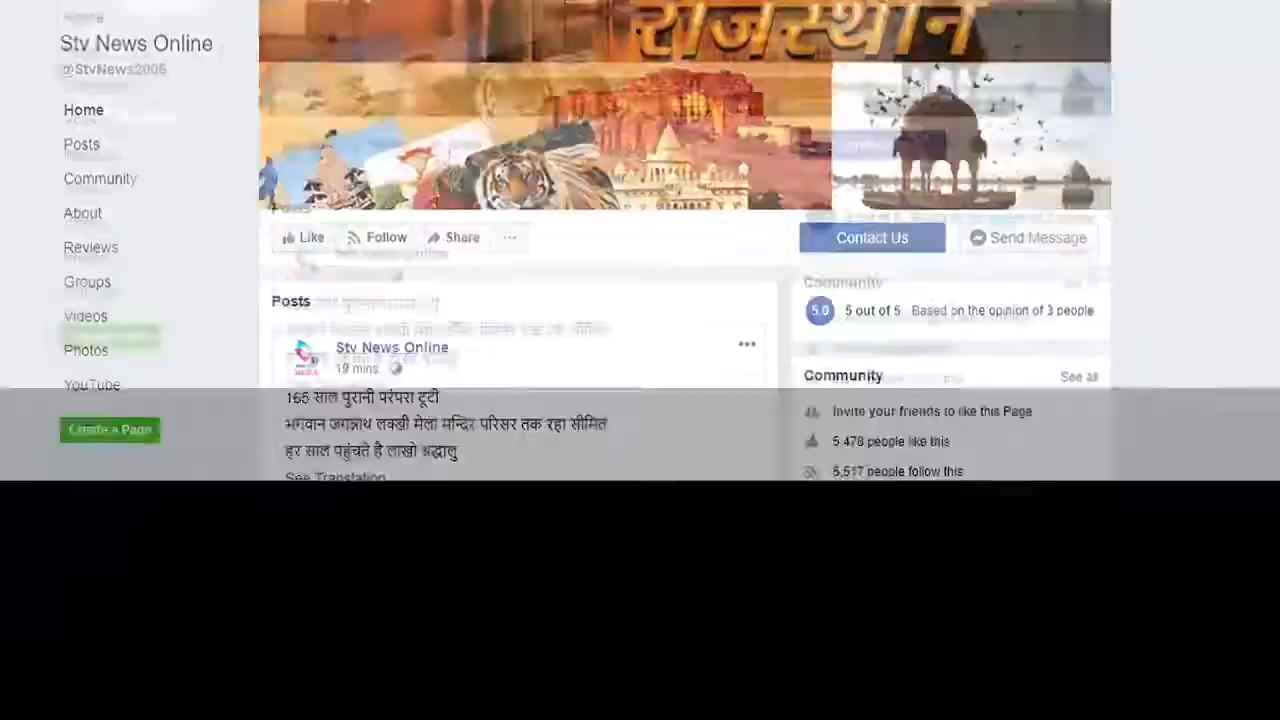 राजस्थान
Home
Stv News Online
@StvNews2006
Home
Posts
Community
About
Reviews
Groups
Videos
Photos
YouTube
Create a Page
Like
Follow
Share
Contact Us
Send Message
Posts
Stv News Online
19 mins
165 साल पुरानी परंपरा टूटी
भगवान जगन्नाथ लक्खी मेला मन्दिर परिसर तक रहा सीमित
हर साल पहुंचते है लाखो श्रद्धालु
See Translation
Community
5.0 5 out of 5 Based on the opinion of 3 people
Community See all
Invite your friends to like this Page
5,478 people like this
5,517 people follow this